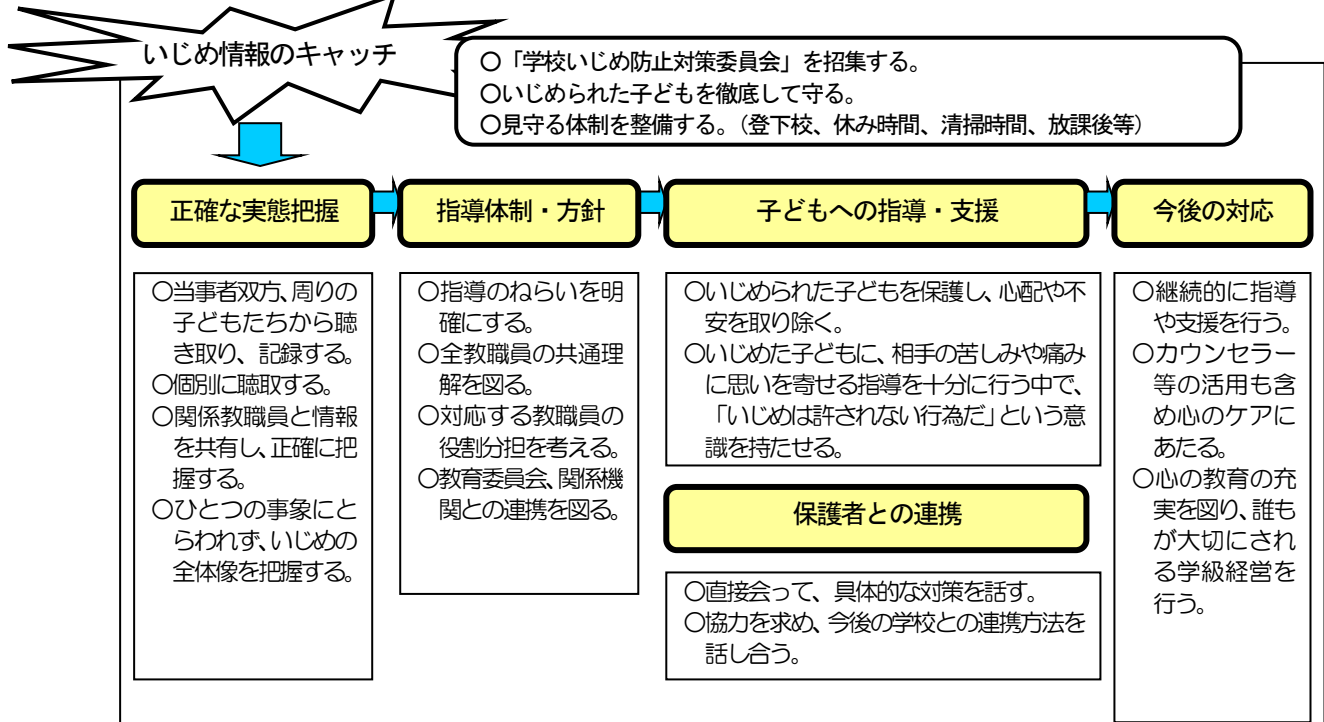 いじめ情報のキャッチ
〇「学校いじめ防止対策委員会」を招集する。
〇いじめられた子どもを徹底して守る。
〇見守る体制を整備する。（登下校、休み時間、清掃時間、放課後等）
正確な実態把握
〇当事者双方、周りの
子どもたちから聴
き取り、記録する。
〇個別に聴取する。
〇関係教職員と情報
を共有し、正確に把
握する。
〇ひとつの事象にと
らわれず、いじめの
全体像を把握する。
指導体制・方針
〇指導のねらいを明
確にする。
〇全教職員の共通理
解を図る。
〇対応する教職員の
役割分担を考える。
〇教育委員会、関係機
関との連携を図る。
子どもへの指導・支援
〇いじめられた子どもを保護し、心配や不
安を取り除く。
〇いじめた子どもに、相手の苦しみや痛み
に思いを寄せる指導を十分に行う中で、
「いじめは許されない行為だ」という意
識を持たせる。
保護者との連携
〇直接会って、具体的な対策を話す。
〇協力を求め、今後の学校との連携方法を
話し合う。
今後の対応
〇継続的に指導
や支援を行う。
〇カウンセラー
等の活用も含
め心のケアに
あたる。
〇心の教育の充
実を図り、誰も
が大切にされ
る学級経営を
行う。